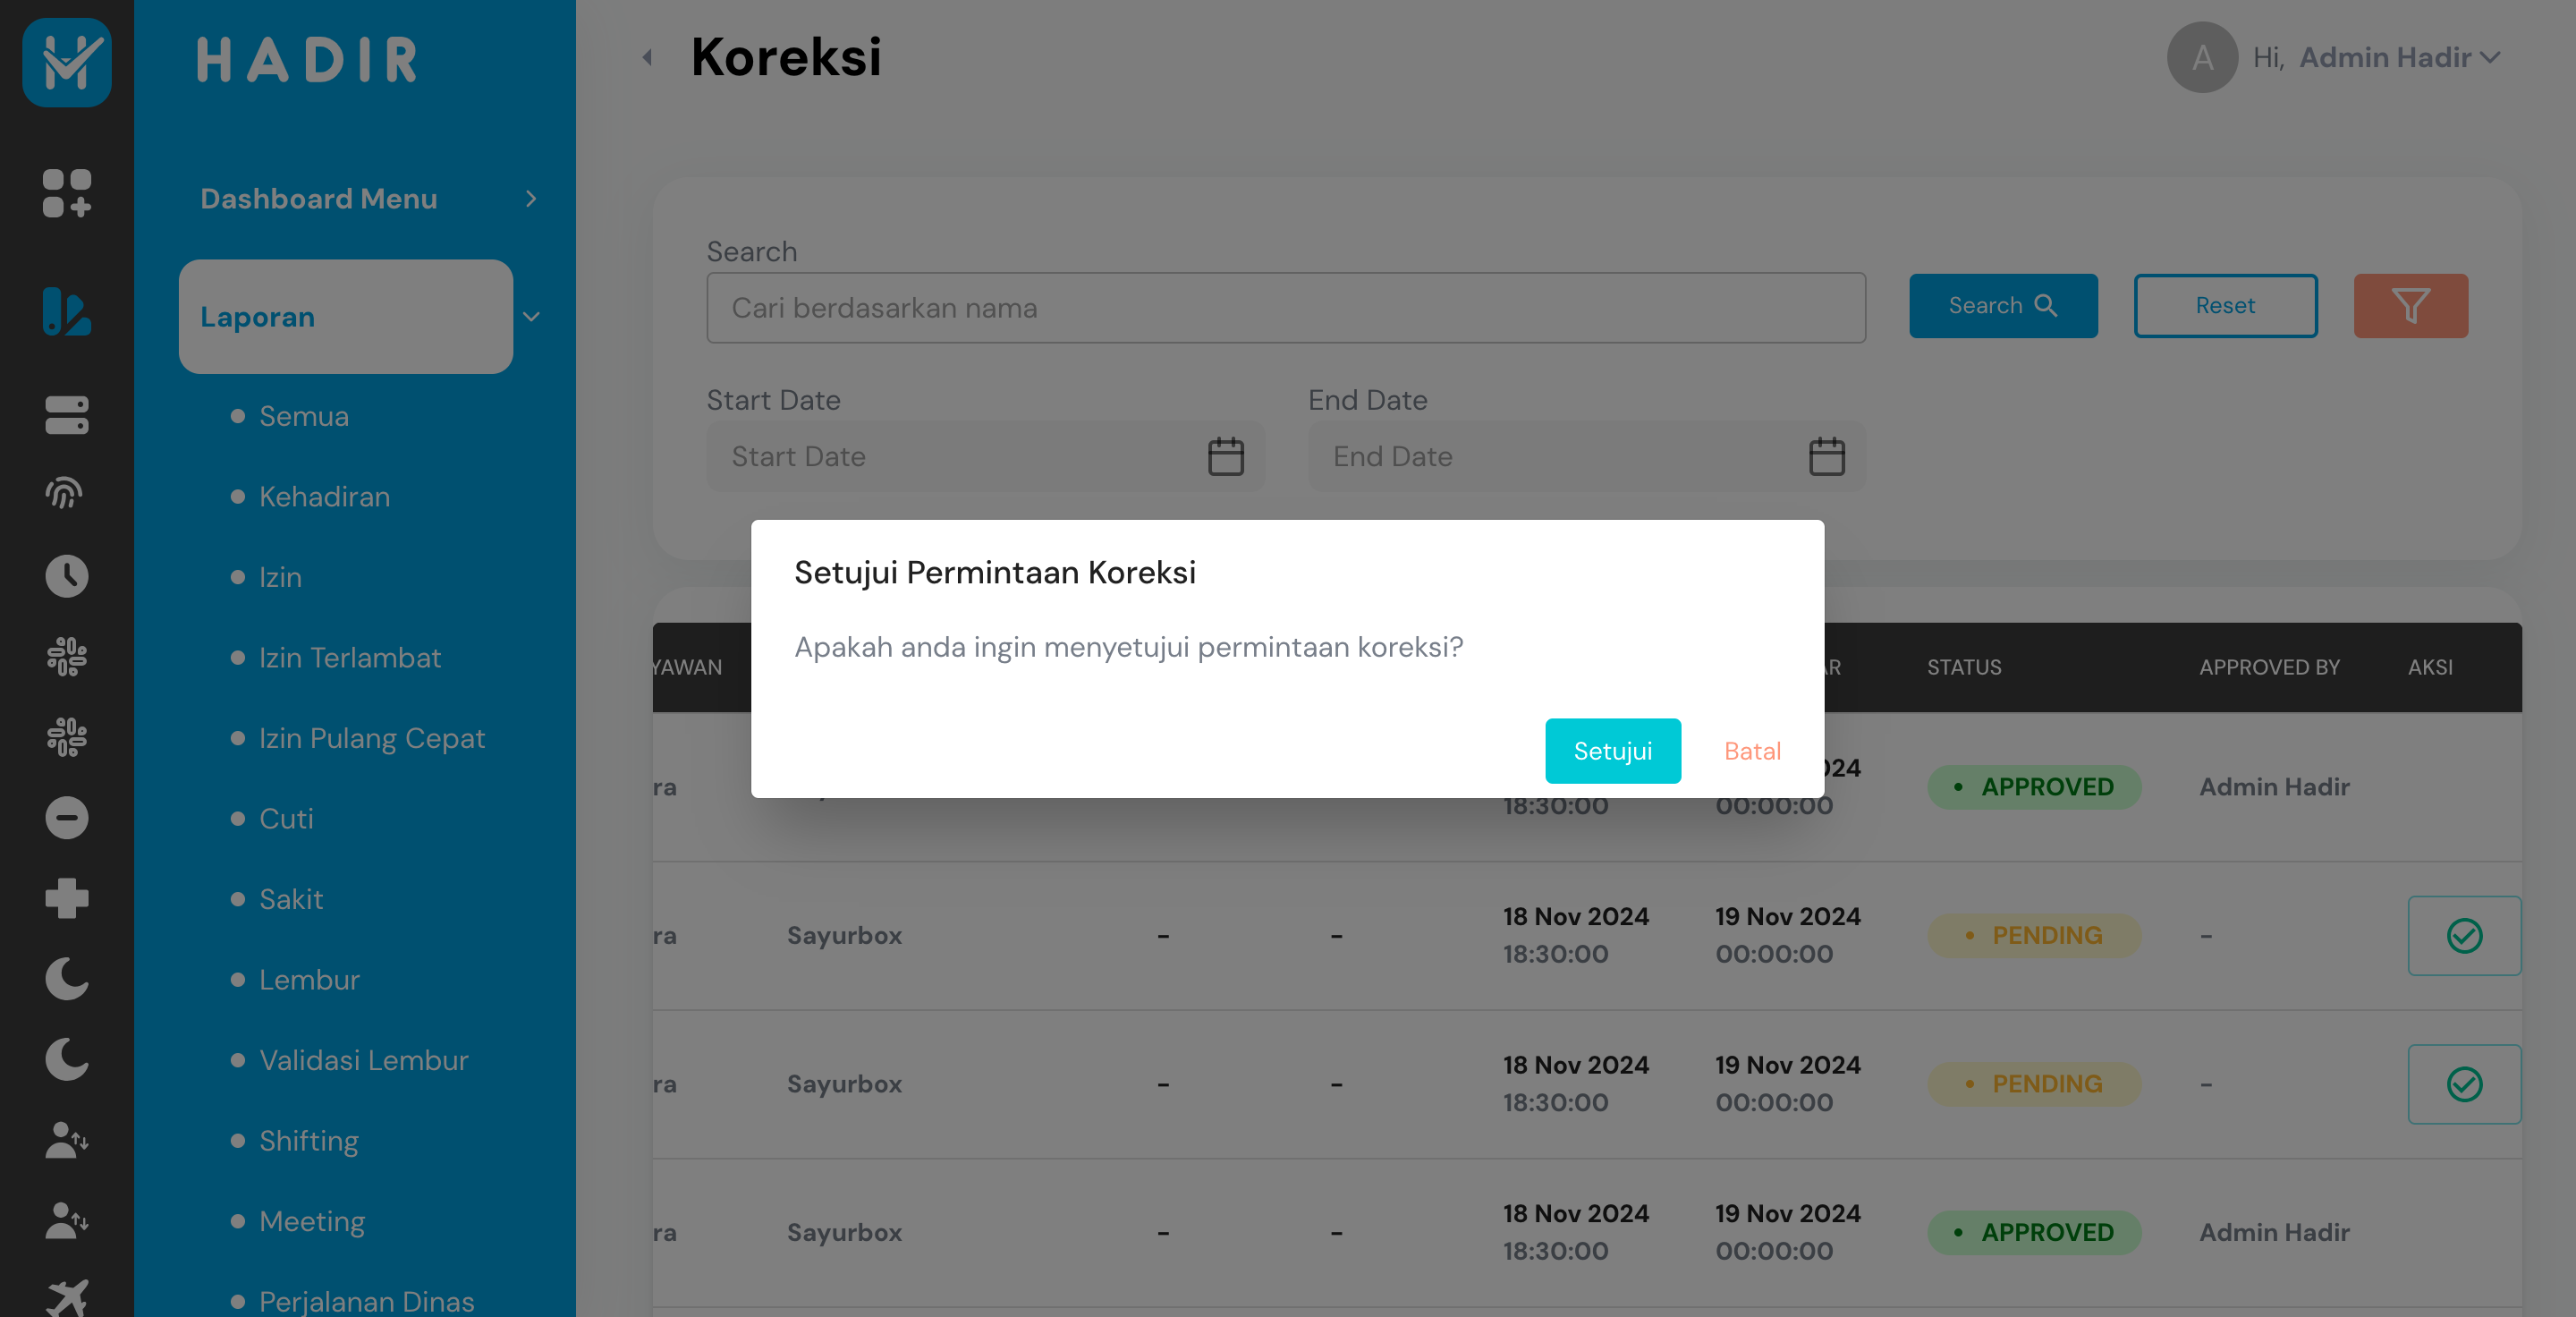 HADIR
Koreksi
A
Hi, Admin Hadir
Dashboard Menu
Laporan
Semua
Kehadiran
Izin
Izin Terlambat
Izin Pulang Cepat
Cuti
Sakit
Lembur
Validasi Lembur
Shifting
Meeting
Perjalanan Dinas
Search
Cari berdasarkan nama
Search
Reset
Start Date
End Date
Start Date
End Date
Setujui Permintaan Koreksi
Apakah anda ingin menyetujui permintaan koreksi?
Setujui
Batal
YAWAN AR STATUS APPROVED BY AKSI
ra 024 APPROVED Admin Hadir
18:30:00 00:00:00
ra Sayurbox - - 18 Nov 2024 19 Nov 2024 PENDING -
18:30:00 00:00:00
ra Sayurbox - - 18 Nov 2024 19 Nov 2024 PENDING -
18:30:00 00:00:00
ra Sayurbox - - 18 Nov 2024 19 Nov 2024 APPROVED Admin Hadir
18:30:00 00:00:00